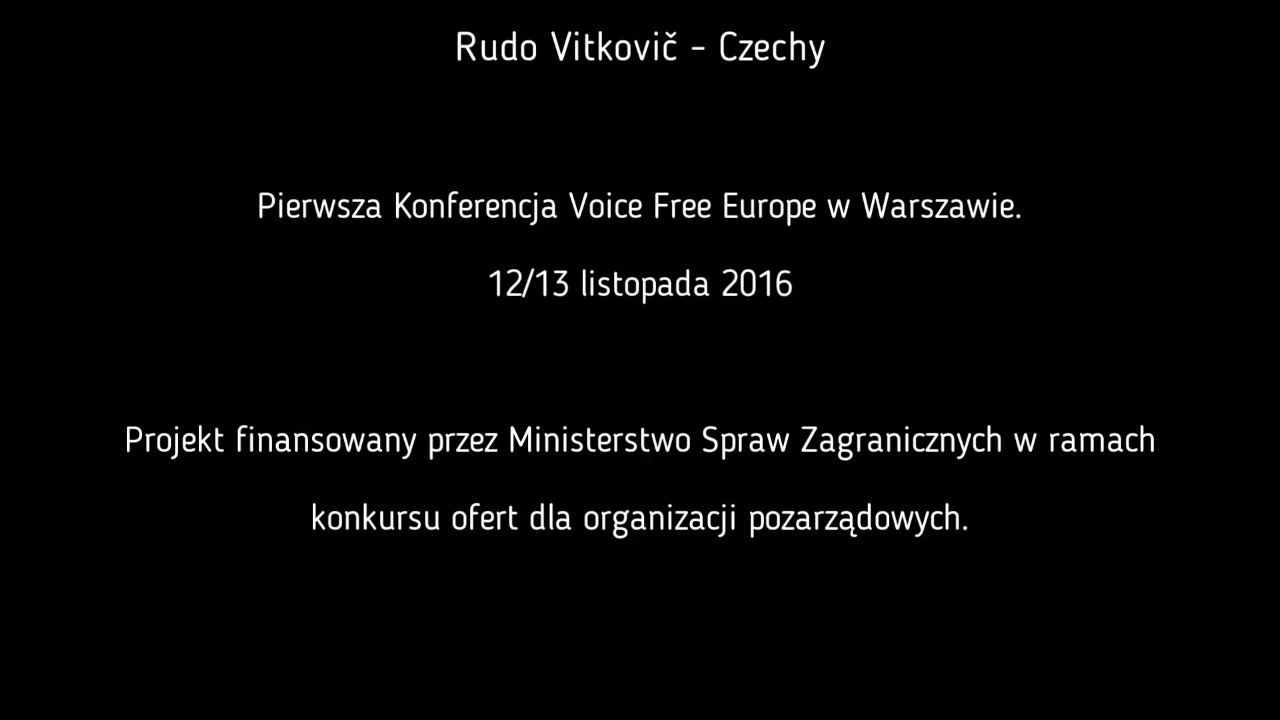 Rudo Vitkovič - Czechy
Pierwsza Konferencja Voice Free Europe w Warszawie.
12/13 listopada 2016
Projekt finansowany przez Ministerstwo Spraw Zagranicznych w ramach
konkursu ofert dla organizacji pozarządowych.